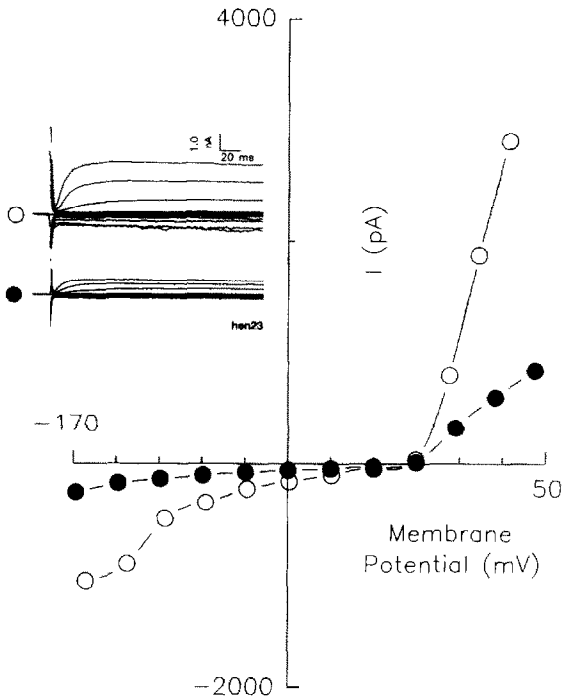 4000
1.0
nA
20 ms
I (pA)
hen23
−170
50
Membrane
Potential (mV)
−2000